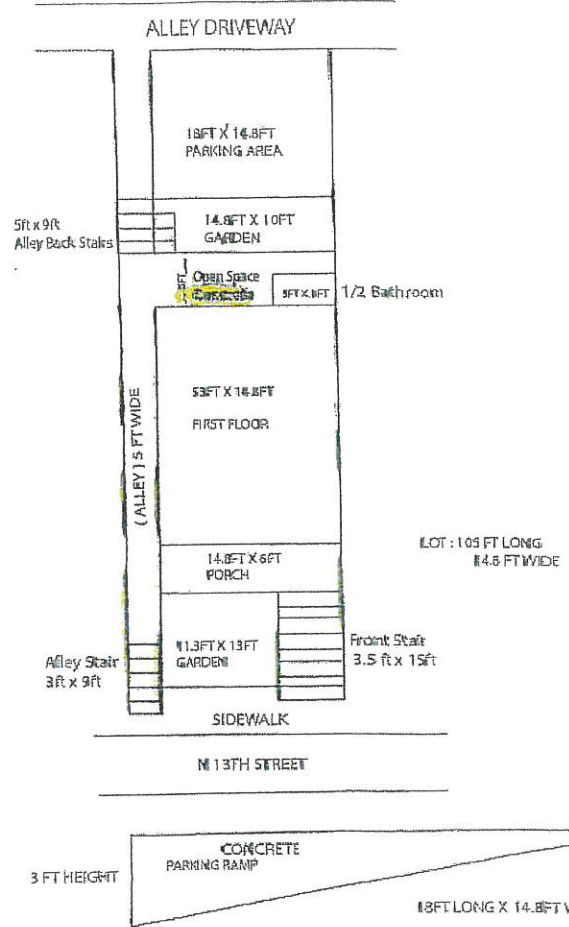 ALLEY DRIVEWAY
18FT X 14.8FT
PARKING AREA
5ft x 9ft
Alley Back Stairs
14.8FT X 10FT
GARDEN
Open Space
1/2 Bathroom
53FT X 14.8FT
FIRST FLOOR
(ALLEY) 5 FT WIDE
LOT : 105 FT LONG
14.8 FT WIDE
14.8FT X 6FT
PORCH
11.3FT X 13FT
GARDEN
Front Stair
3.5 ft x 15ft
Alley Stair
3ft x 9ft
SIDEWALK
N 13TH STREET
CONCRETE
PARKING RAMP
3 FT HEIGHT
18FT LONG X 14.8FT W